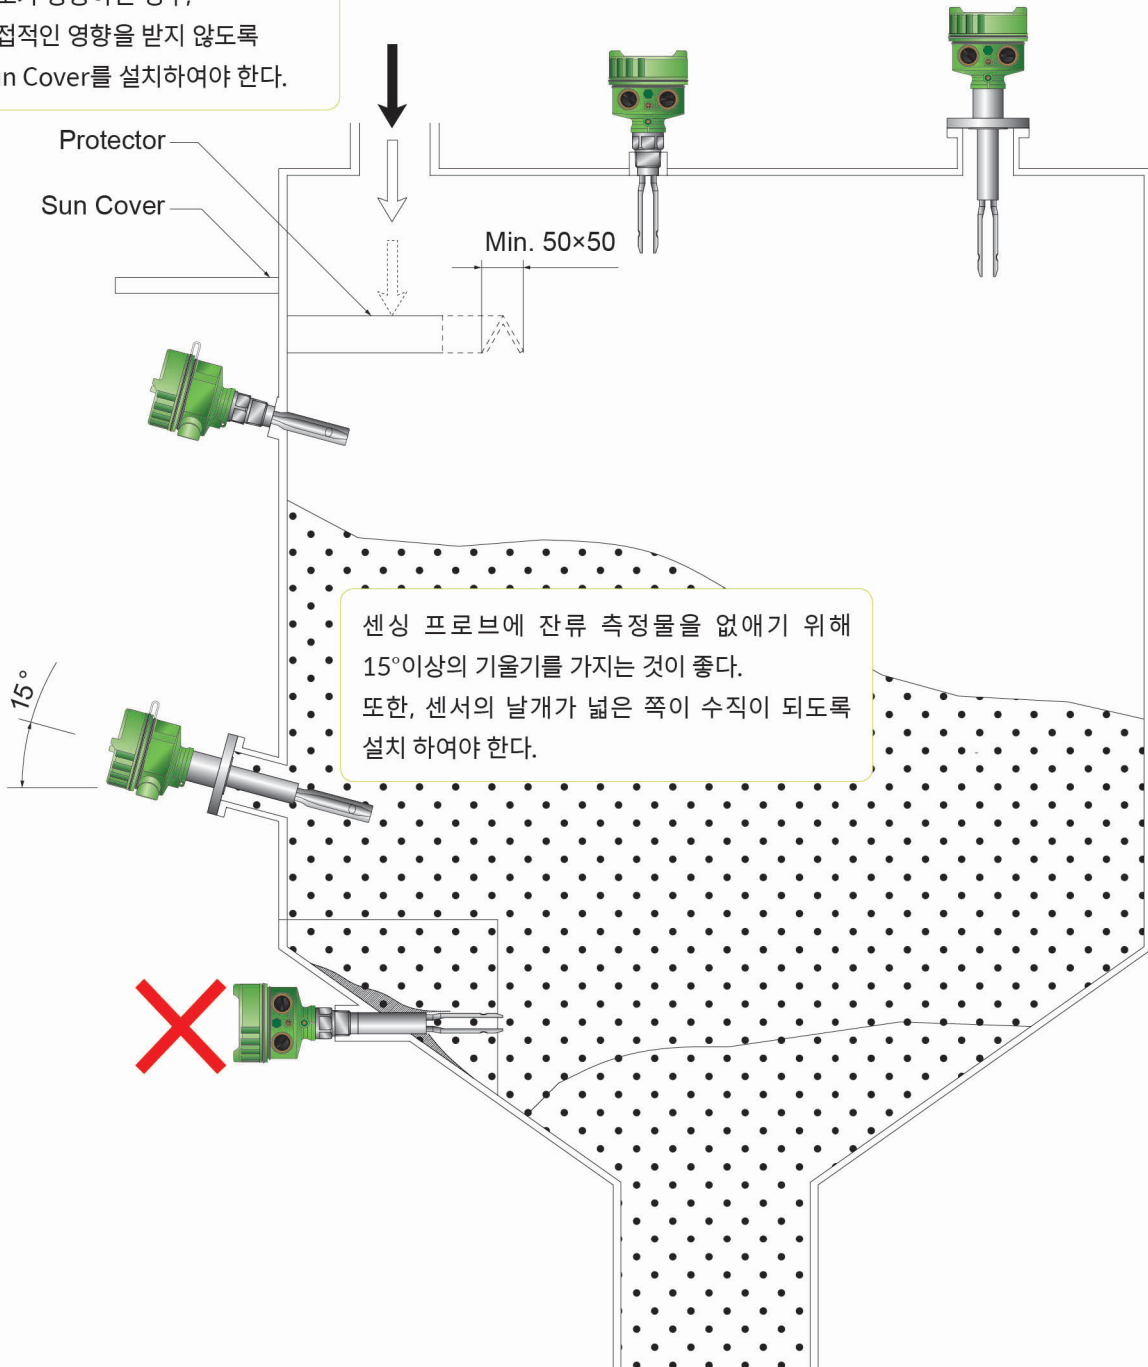 영향을 받지 않도록
Cover를 설치하여야 한다.
Protector
Sun Cover
Min. 50×50
센싱 프로브에 잔류 측정물을 없애기 위해
15°이상의 기울기를 가지는 것이 좋다.
또한, 센서의 날개가 넓은 쪽이 수직이 되도록
설치 하여야 한다.
15°